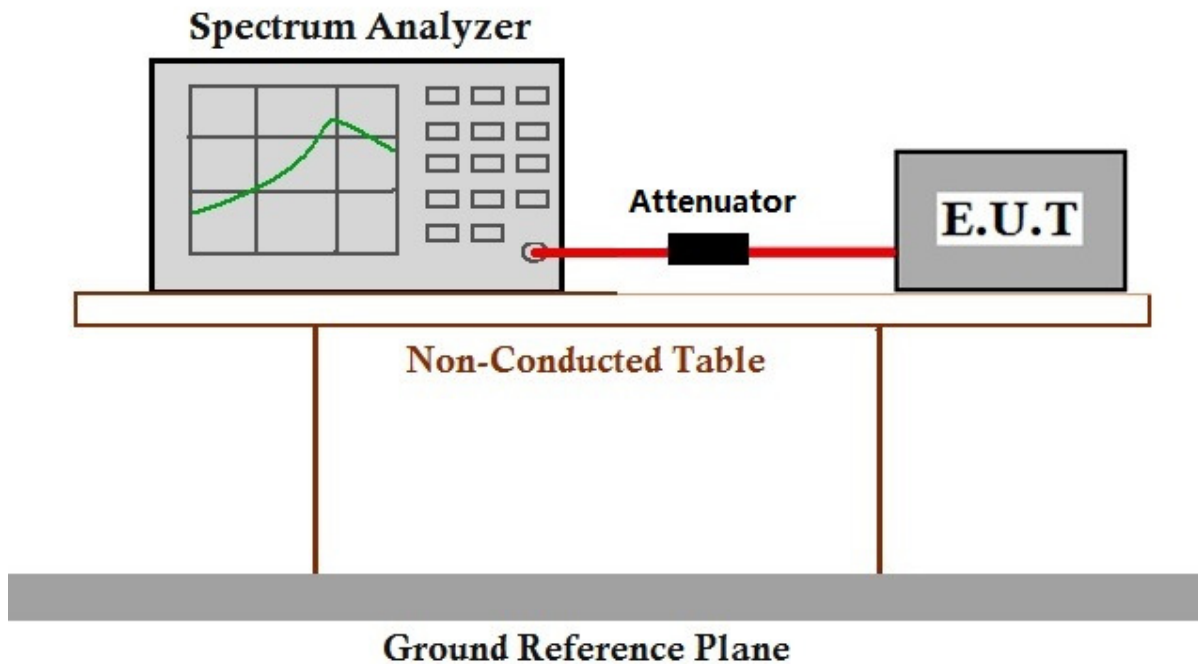 Spectrum Analyzer
Attenuator
E.U.T
Non-Conducted Table
Ground Reference Plane